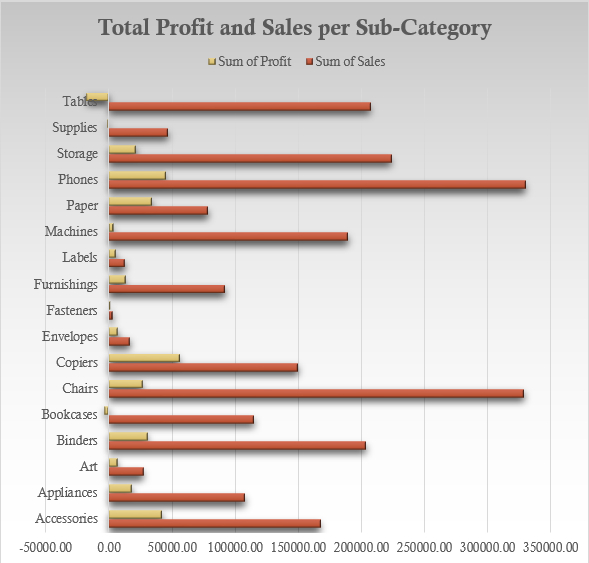 Total Profit and Sales per Sub-Category
Sum of Profit Sum of Sales
Tables
Supplies
Storage
Phones
Paper
Machines
Labels
Furnishings
Fasteners
Envelopes
Copiers
Chairs
Bookcases
Binders
Art
Appliances
Accessories
-50000.00 0.00 50000.00 100000.00 150000.00 200000.00 250000.00 300000.00 350000.00